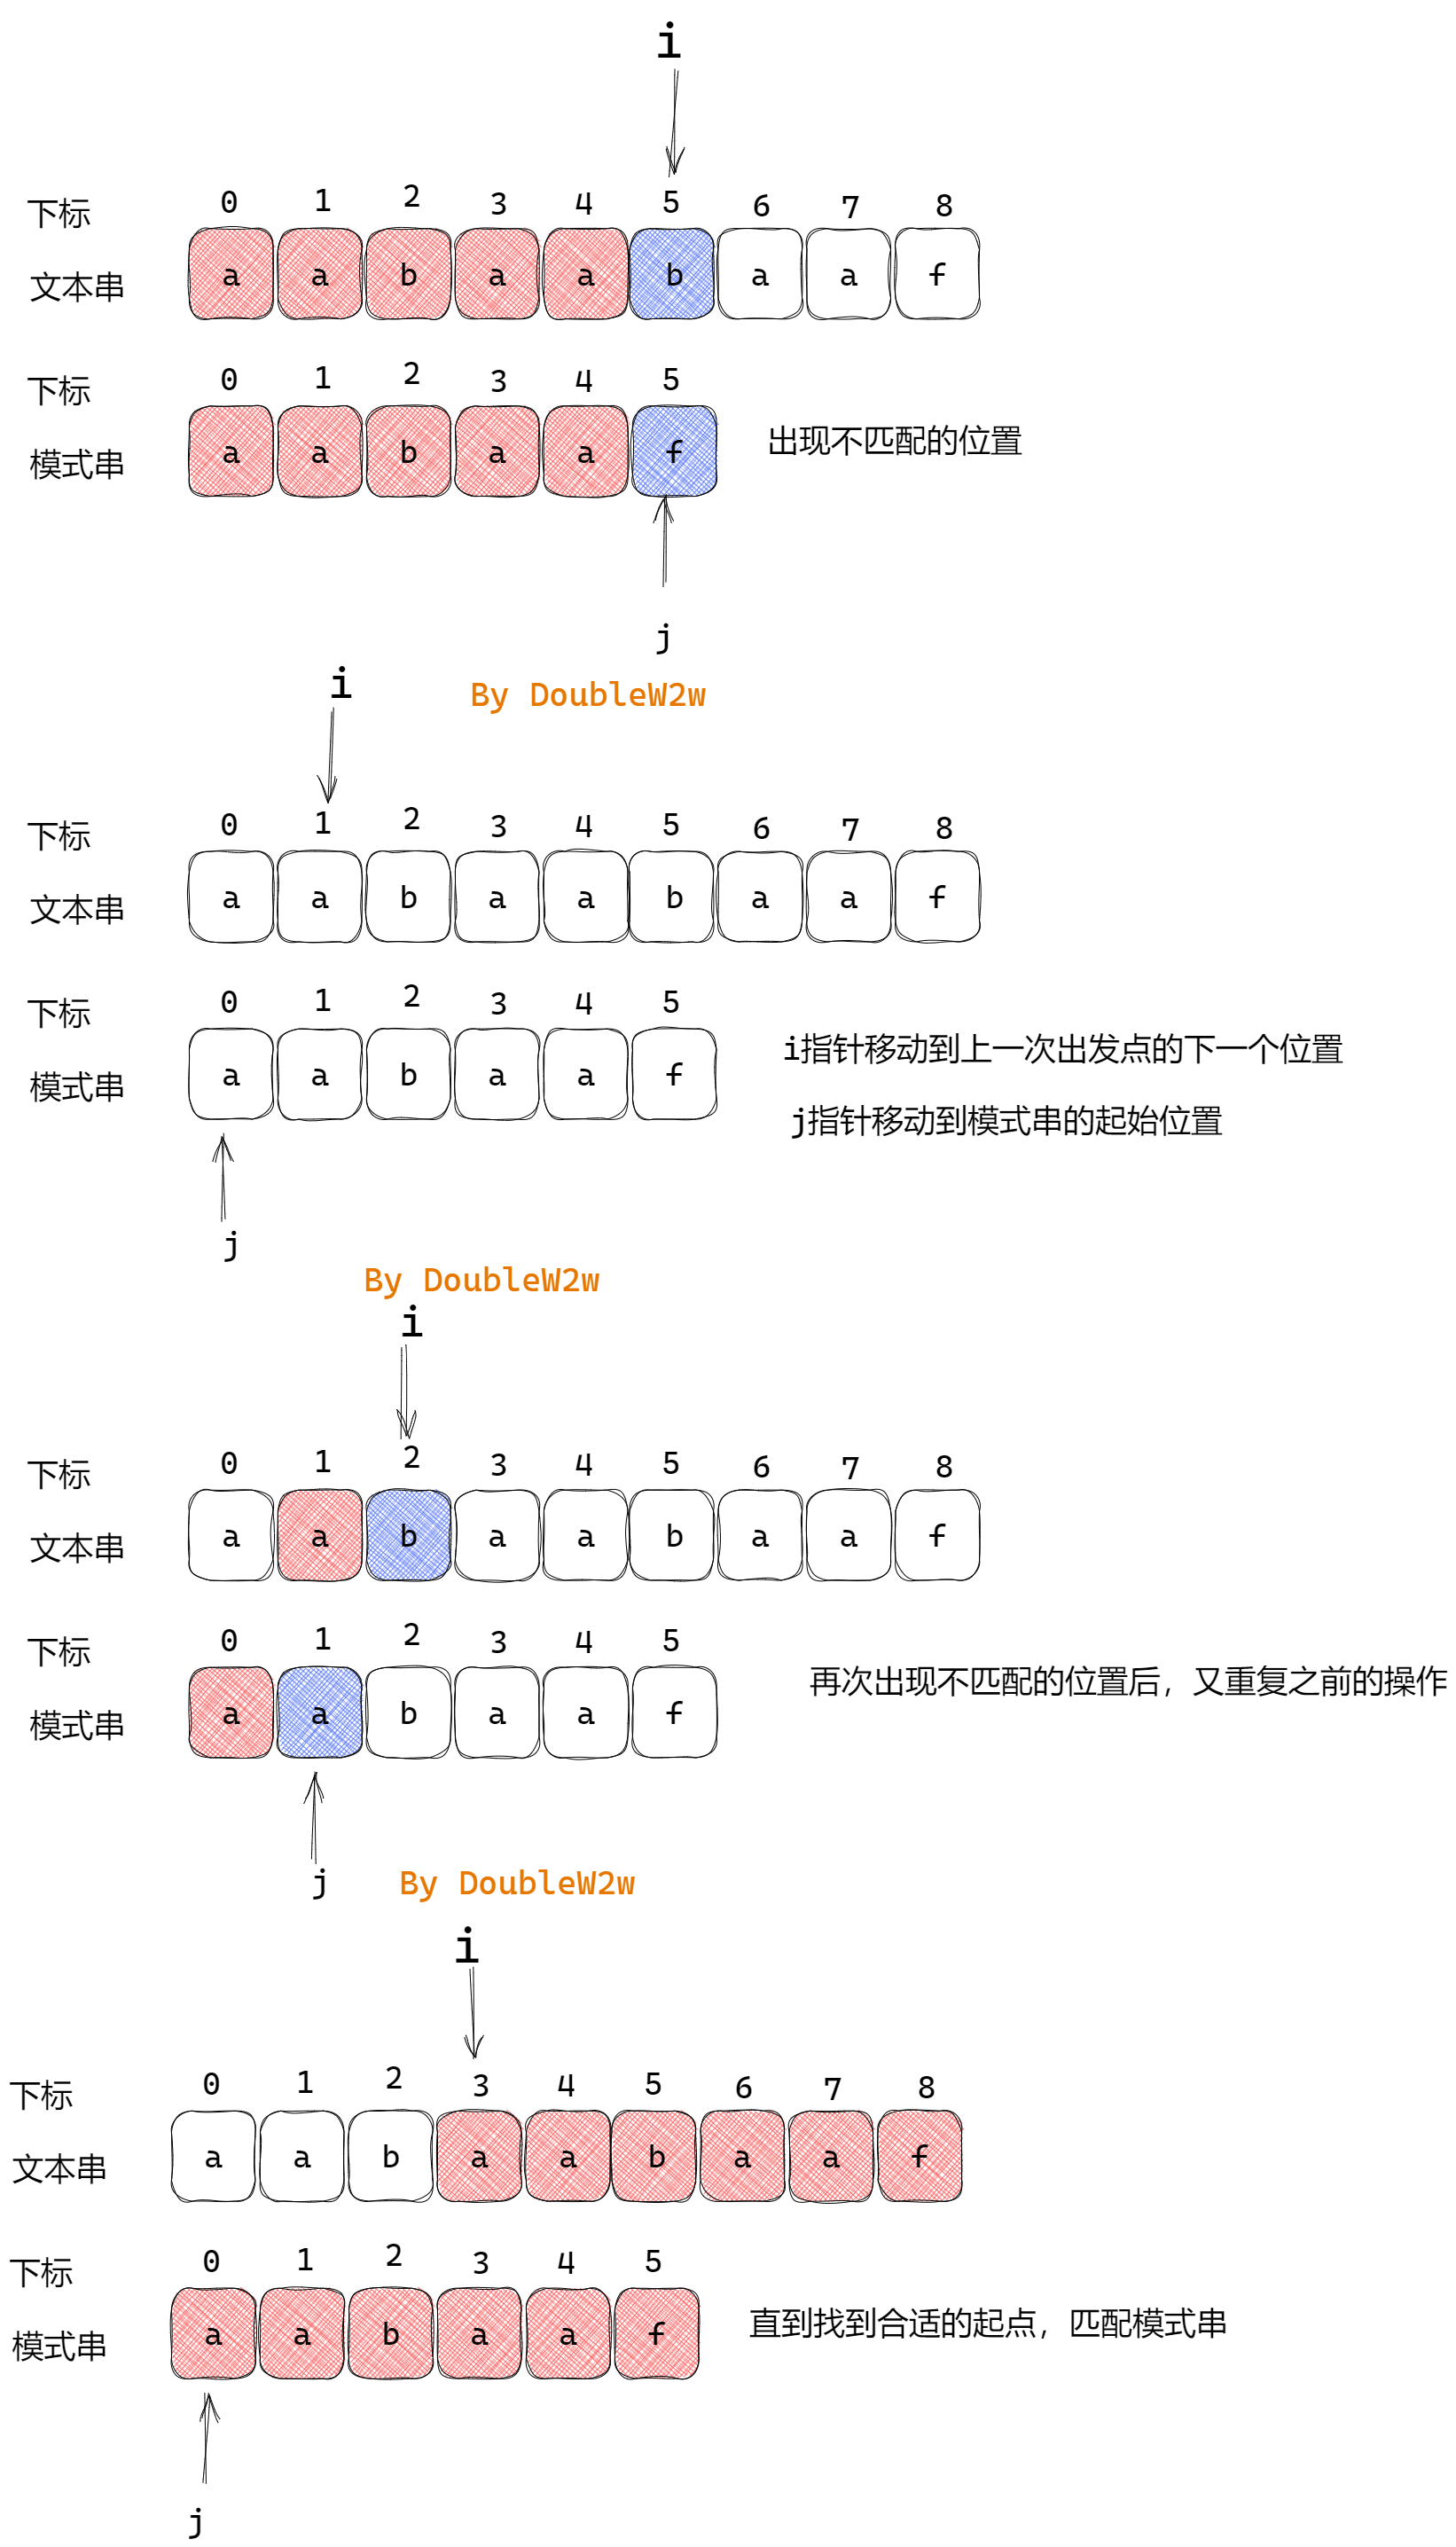 i
下标 0 1 2 3 4 5 6 7 8
文本串 a a b a a b a a f
下标 0 1 2 3 4 5
模式串 a a b a a f
出现不匹配的位置
j
By DoubleW2w
i
下标 0 1 2 3 4 5 6 7 8
文本串 a a b a a b a a f
下标 0 1 2 3 4 5
模式串 a a b a a f
i指针移动到上一次出发点的下一个位置
j指针移动到模式串的起始位置
j
By DoubleW2w
i
下标 0 1 2 3 4 5 6 7 8
文本串 a a b a a b a a f
下标 0 1 2 3 4 5
模式串 a a b a a f
再次出现不匹配的位置后，又重复之前的操作
j
By DoubleW2w
i
下标 0 1 2 3 4 5 6 7 8
文本串 a a b a a b a a f
下标 0 1 2 3 4 5
模式串 a a b a a f
直到找到合适的起点，匹配模式串
j